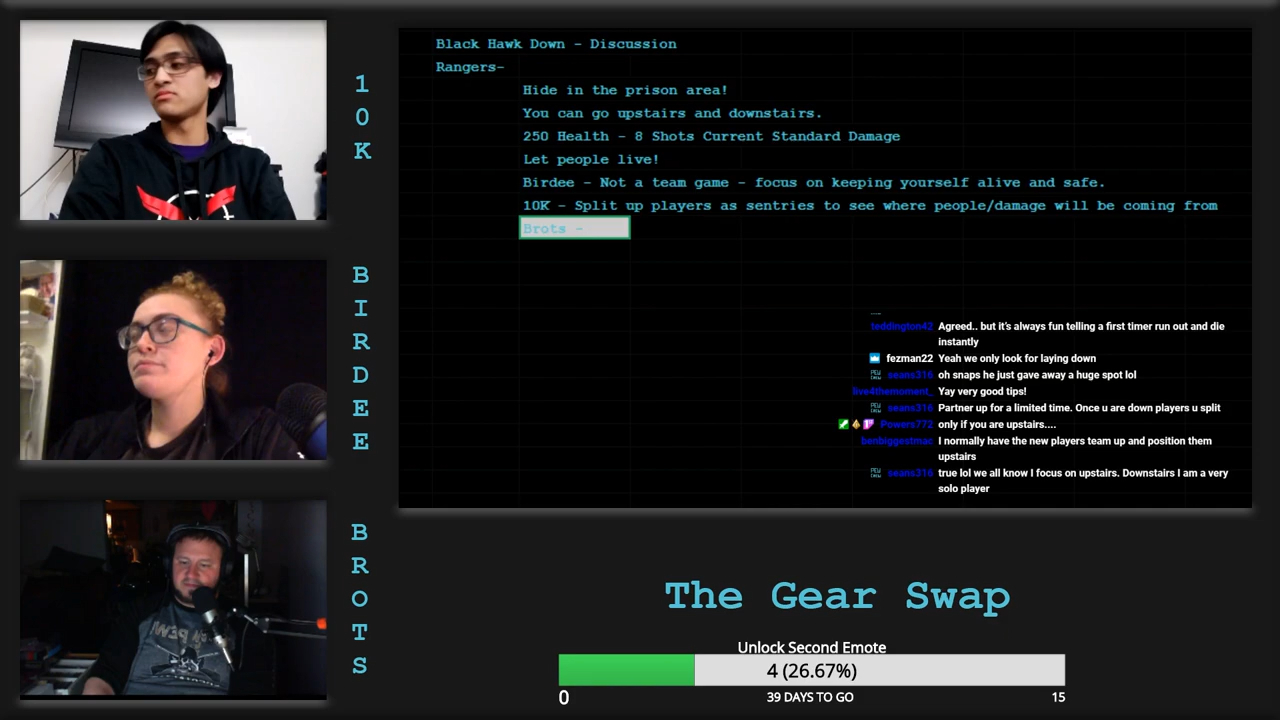 10K
BIRDEE
BROTS
Black Hawk Down - Discussion
Rangers-
Hide in the prison area!
You can go upstairs and downstairs.
250 Health - 8 Shots Current Standard Damage
Let people live!
Birdee - Not a team game - focus on keeping yourself alive and safe.
10K - Split up players as sentries to see where people/damage will be coming from
Brots -
teddington42 Agreed.. but it's always fun telling a first timer run out and die
instantly
fezman22 Yeah we only look for laying down
seans316 oh snaps he just gave away a huge spot lol
live4themoment_ Yay very good tips!
seans316 Partner up for a limited time. Once u are down players u split
Powers772 only if you are upstairs....
benbiggestmac I normally have the new players team up and position them
upstairs
seans316 true lol we all know I focus on upstairs. Downstairs I am a very
solo player
The Gear Swap
Unlock Second Emote
4 (26.67%)
0 39 DAYS TO GO 15